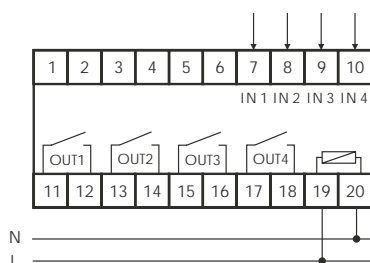 1 2 3 4 5 6 7 8 9 10
IN 1 IN 2 IN 3 IN 4
OUT1 OUT2 OUT3 OUT4
11 12 13 14 15 16 17 18 19 20
N